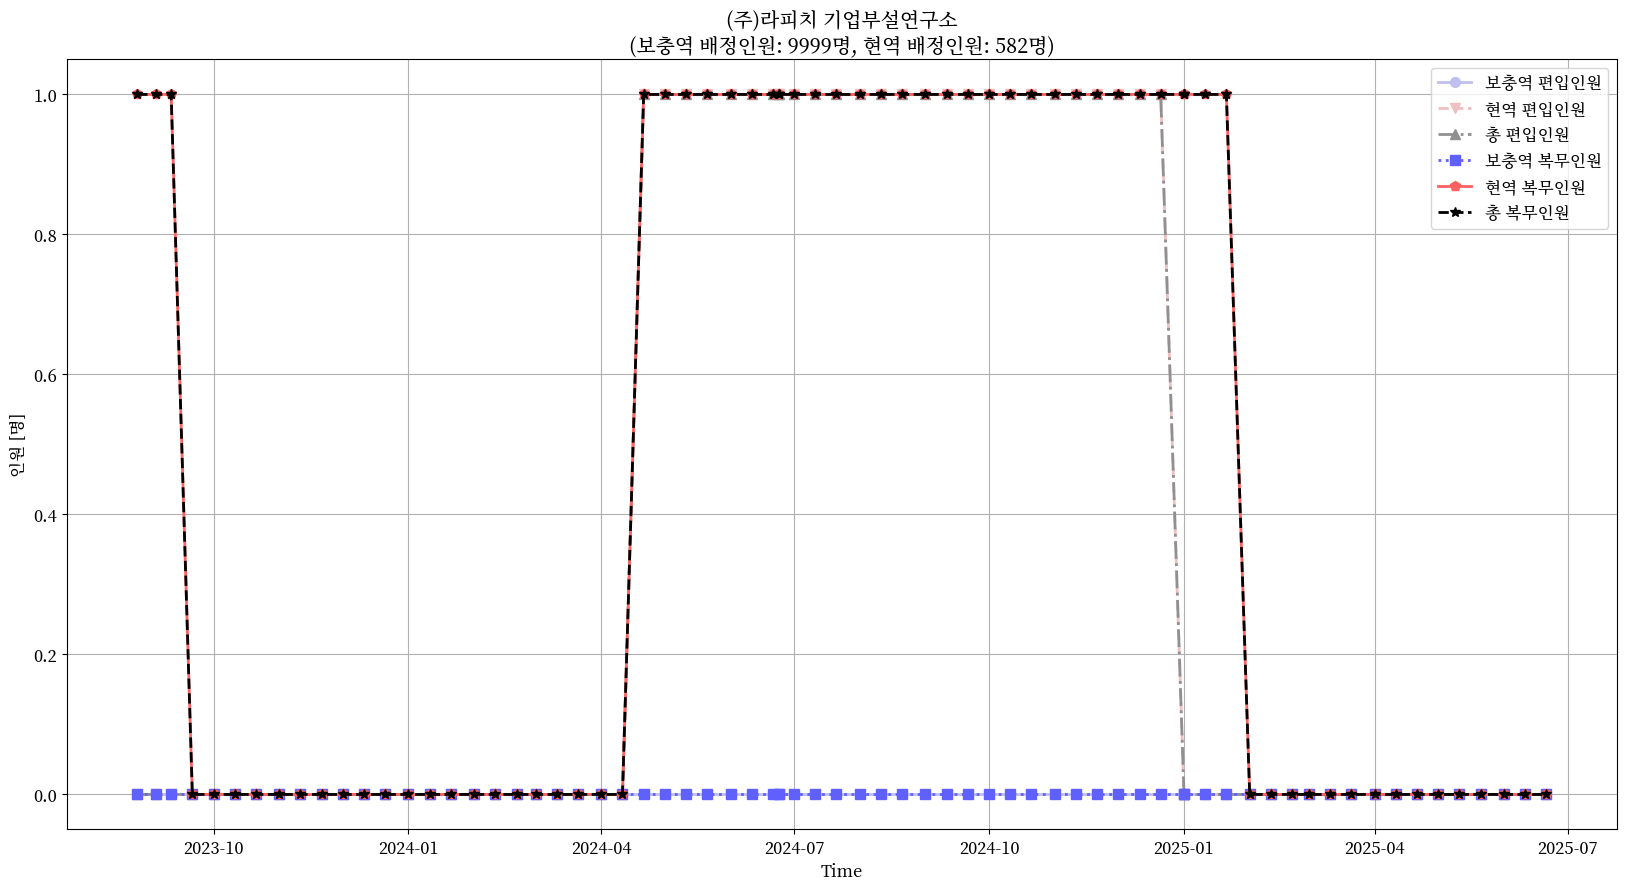 (주)라피치 기업부설연구소
(보충역 배정인원: 9999명, 현역 배정인원: 582명)
보충역 편입인원
현역 편입인원
총 편입인원
보충역 복무인원
현역 복무인원
총 복무인원
1.0
0.8
0.6
0.4
0.2
0.0
인원 [명]
2023-10
2024-01
2024-04
2024-07
2024-10
2025-01
2025-04
2025-07
Time